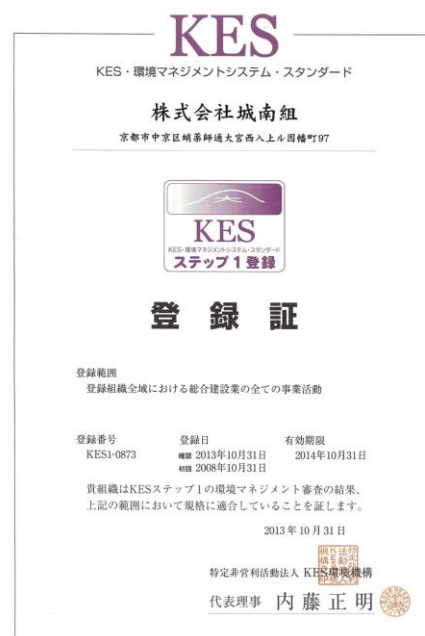 KES
KES・環境マネジメントシステム・スタンダード
株式会社城南組
京都市中京区蛸薬師通大宮西入上ル因幡町97
KES
KES・環境マネジメントシステム・スタンダード
ステップ1登録
登録証
登録範囲
登録組織全域における総合建設業の全ての事業活動
登録番号 登録日 有効期限
KES1-0873 確認 2013年10月31日 2014年10月31日
初回 2008年10月31日
貴組織はKESステップ1の環境マネジメント審査の結果、
上記の範囲において規格に適合していることを証します。
2013年10月31日
特定非営利活動法人 KES環境機構
代表理事 内藤正明